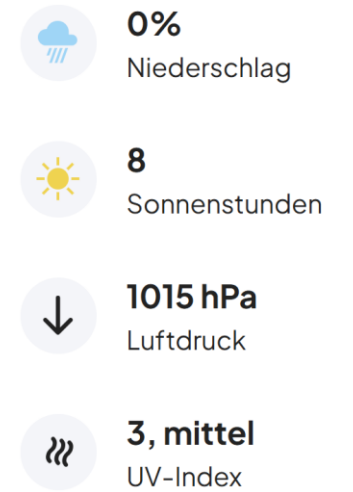 0%
Niederschlag
8
Sonnenstunden
1015 hPa
Luftdruck
3, mittel
UV-Index